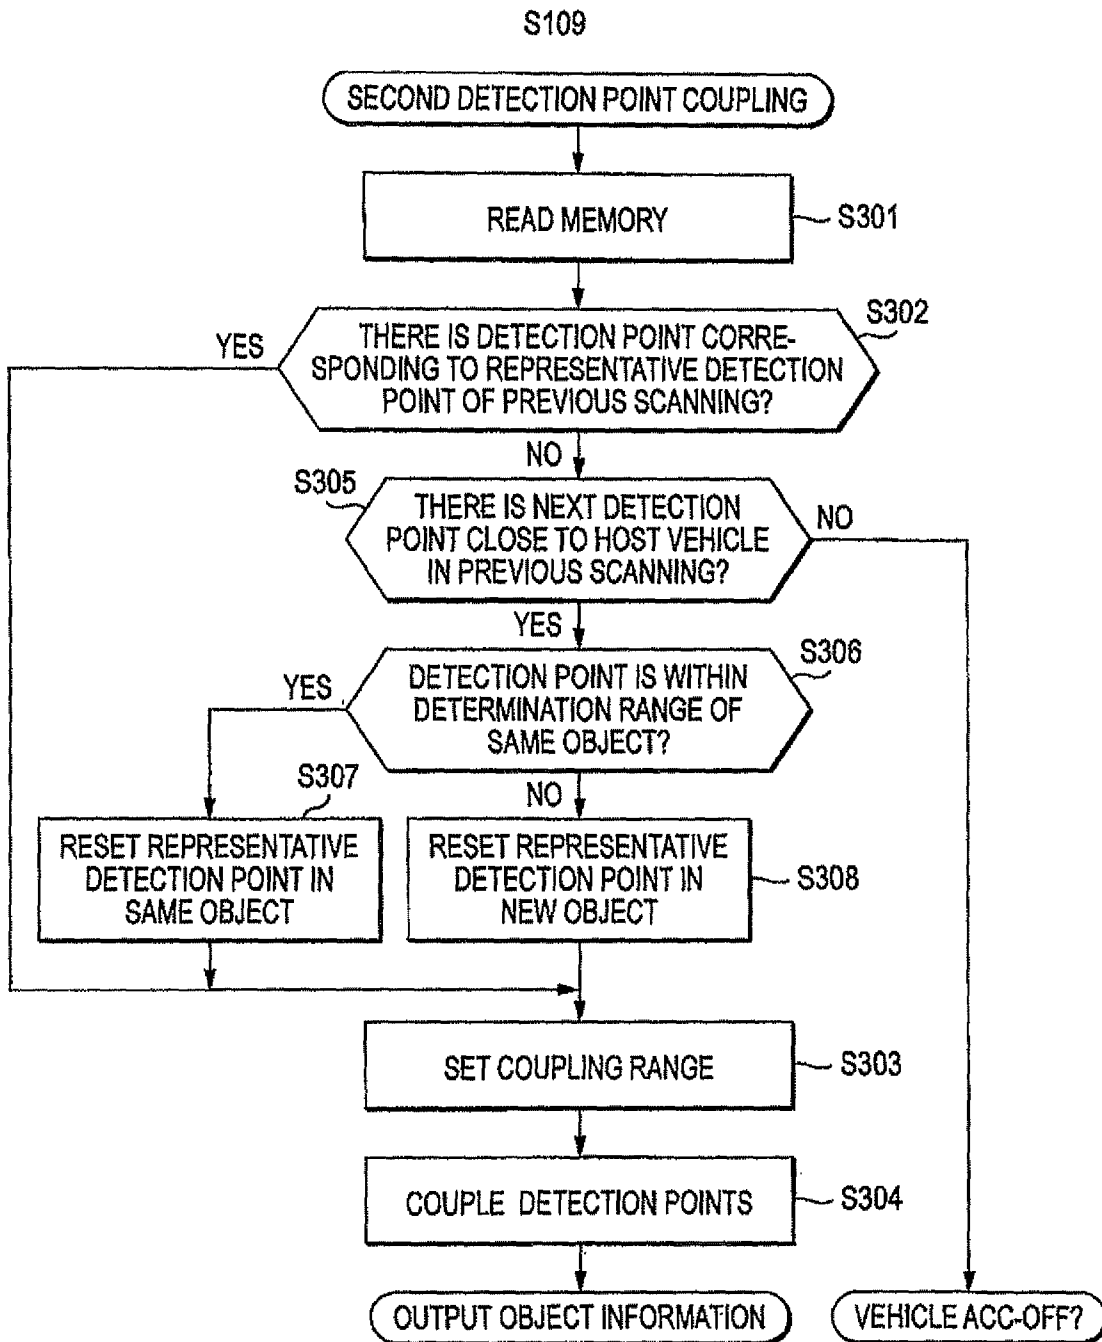 S109
SECOND DETECTION POINT COUPLING
READ MEMORY
S301
S302
THERE IS DETECTION POINT CORRE-
SPONDING TO REPRESENTATIVE DETECTION
POINT OF PREVIOUS SCANNING?
YES
NO
S305
THERE IS NEXT DETECTION
POINT CLOSE TO HOST VEHICLE
IN PREVIOUS SCANNING?
NO
YES
S306
DETECTION POINT IS WITHIN
DETERMINATION RANGE OF
SAME OBJECT?
YES
NO
S307
RESET REPRESENTATIVE
DETECTION POINT IN
SAME OBJECT
RESET REPRESENTATIVE
DETECTION POINT IN
NEW OBJECT
S308
SET COUPLING RANGE
S303
COUPLE DETECTION POINTS
S304
OUTPUT OBJECT INFORMATION
VEHICLE ACC-OFF?